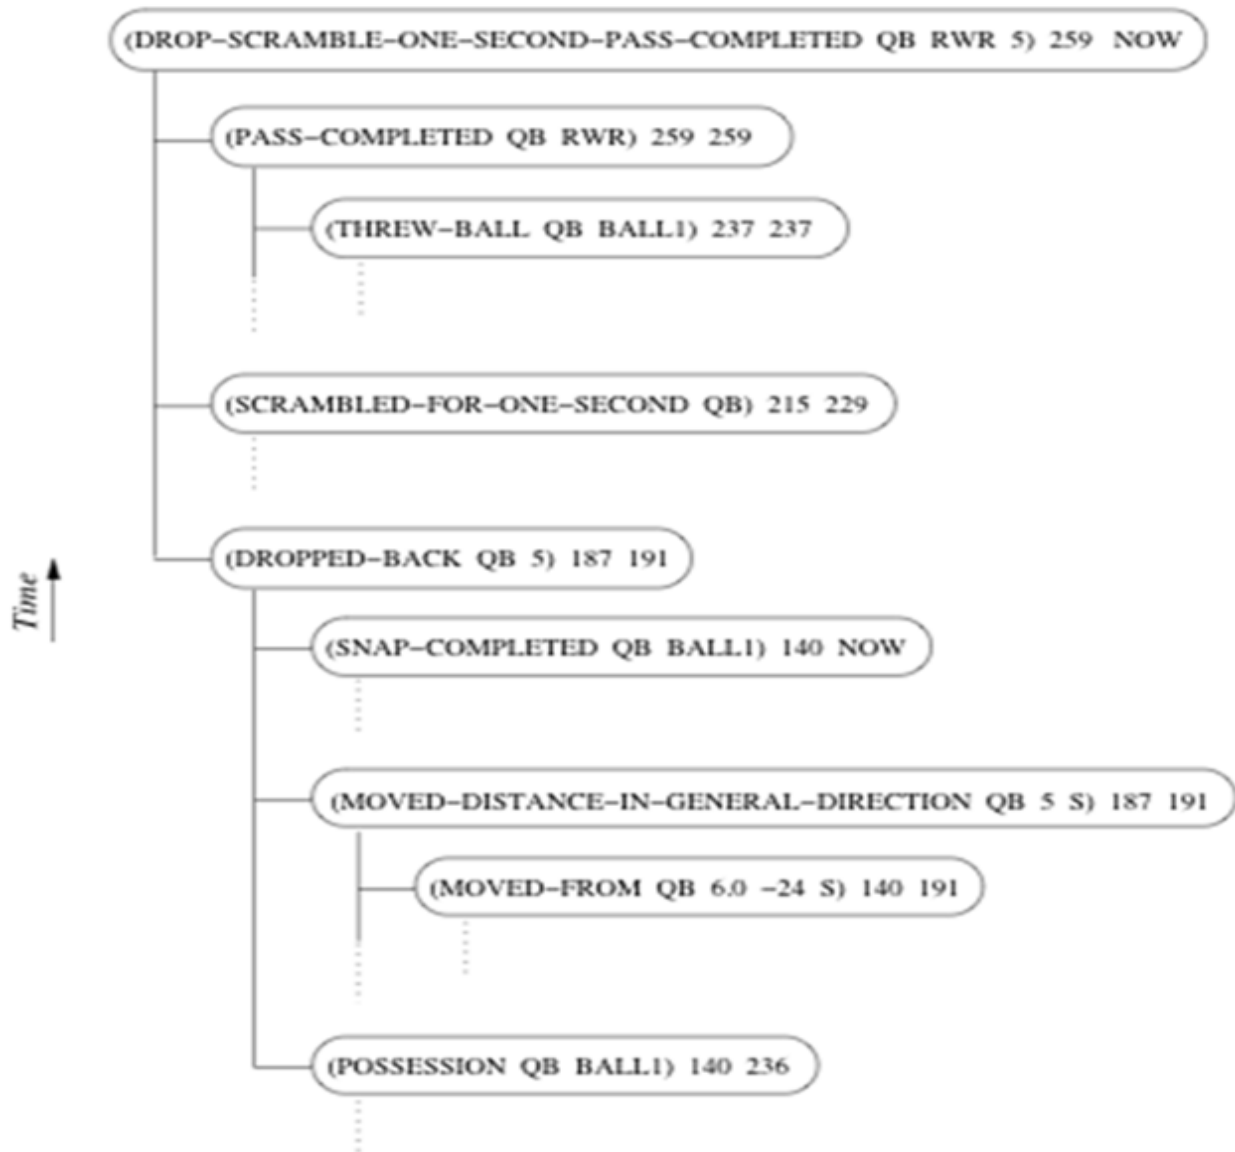 (DROP−SCRAMBLE−ONE−SECOND−PASS−COMPLETED QB RWR 5) 259 NOW
(PASS−COMPLETED QB RWR) 259 259
(THREW−BALL QB BALL1) 237 237
(SCRAMBLED−FOR−ONE−SECOND QB) 215 229
(DROPPED−BACK QB 5) 187 191
Time
(SNAP−COMPLETED QB BALL1) 140 NOW
(MOVED−DISTANCE−IN−GENERAL−DIRECTION QB 5 S) 187 191
(MOVED−FROM QB 6.0 −24 S) 140 191
(POSSESSION QB BALL1) 140 236